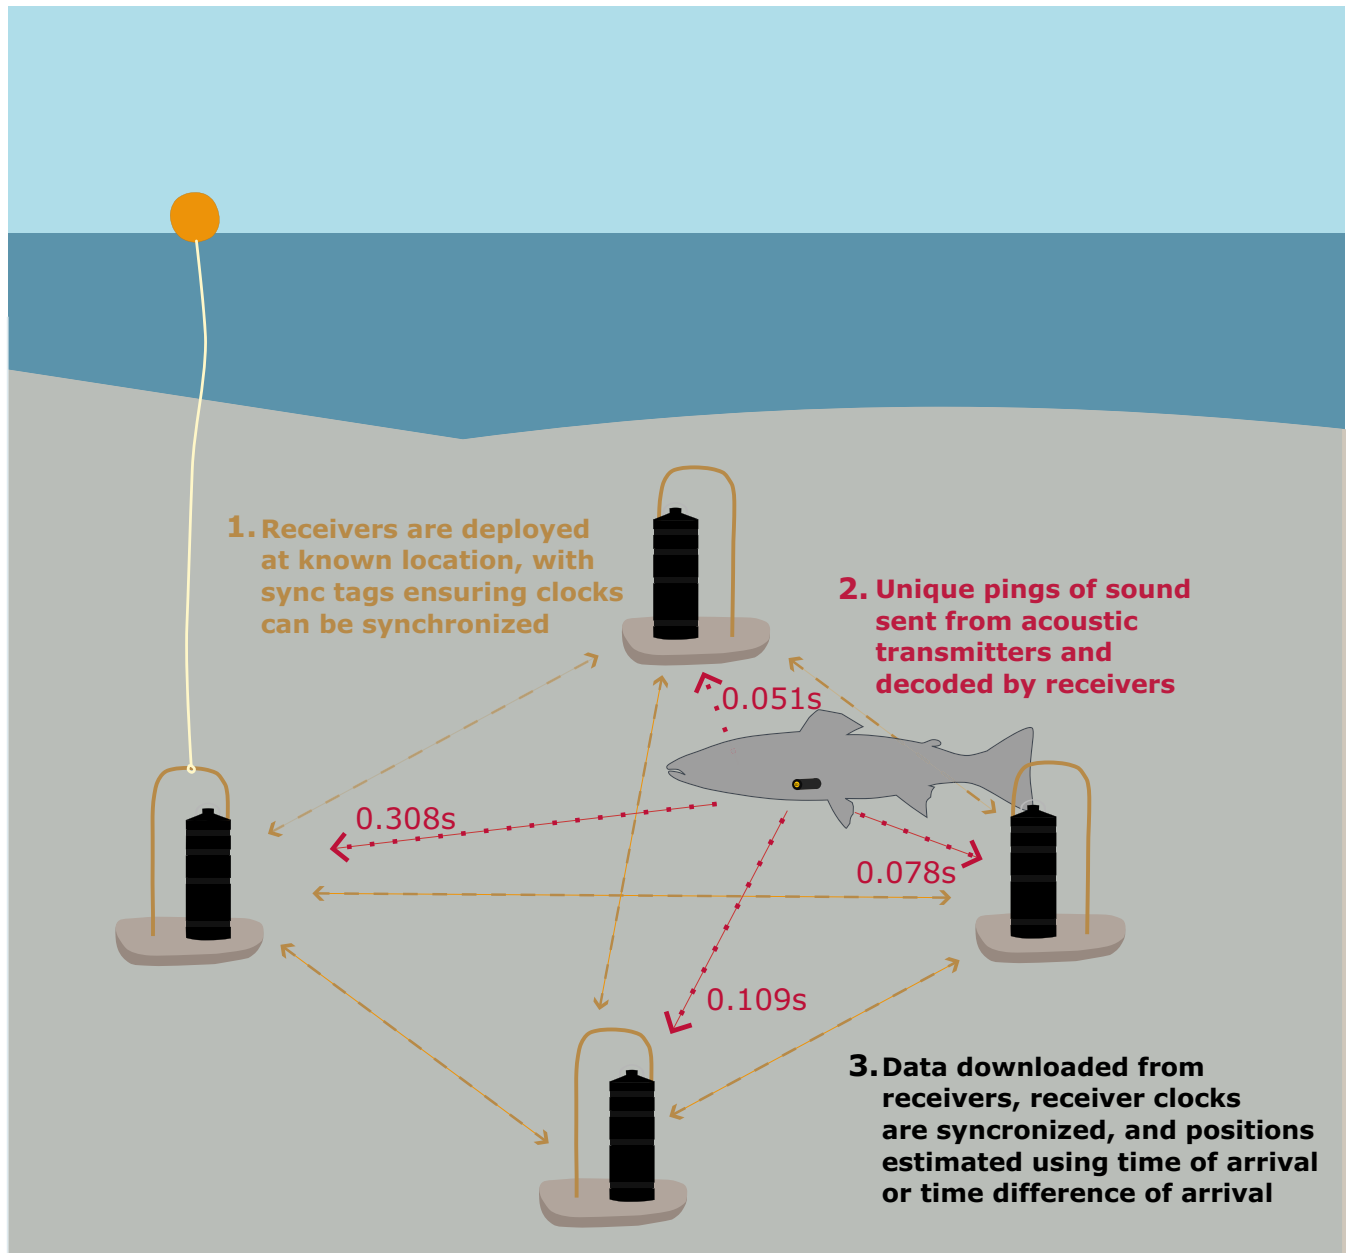 1. Receivers are deployed
at known location, with
sync tags ensuring clocks
can be synchronized
2. Unique pings of sound
sent from acoustic
transmitters and
decoded by receivers
0.051s
0.308s
0.078s
0.109s
3. Data downloaded from
receivers, receiver clocks
are syncronized, and positions
estimated using time of arrival
or time difference of arrival